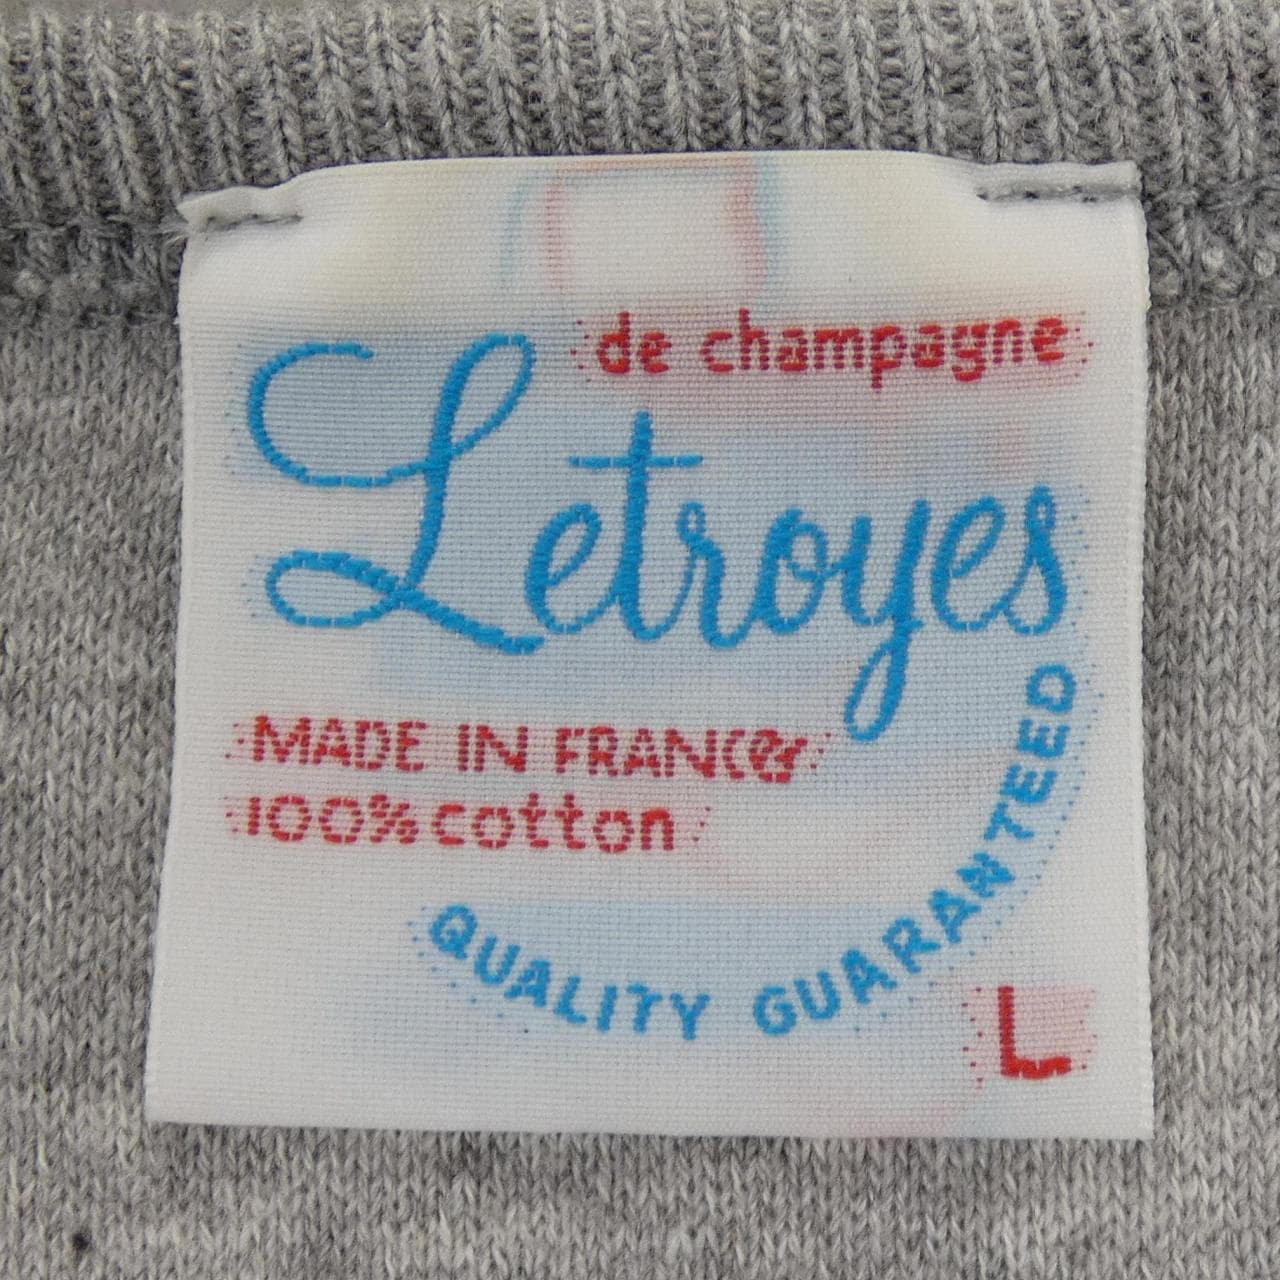 de champagne
Letroyes
MADE IN FRANCE
100% cotton
QUALITY GUARANTEED
L